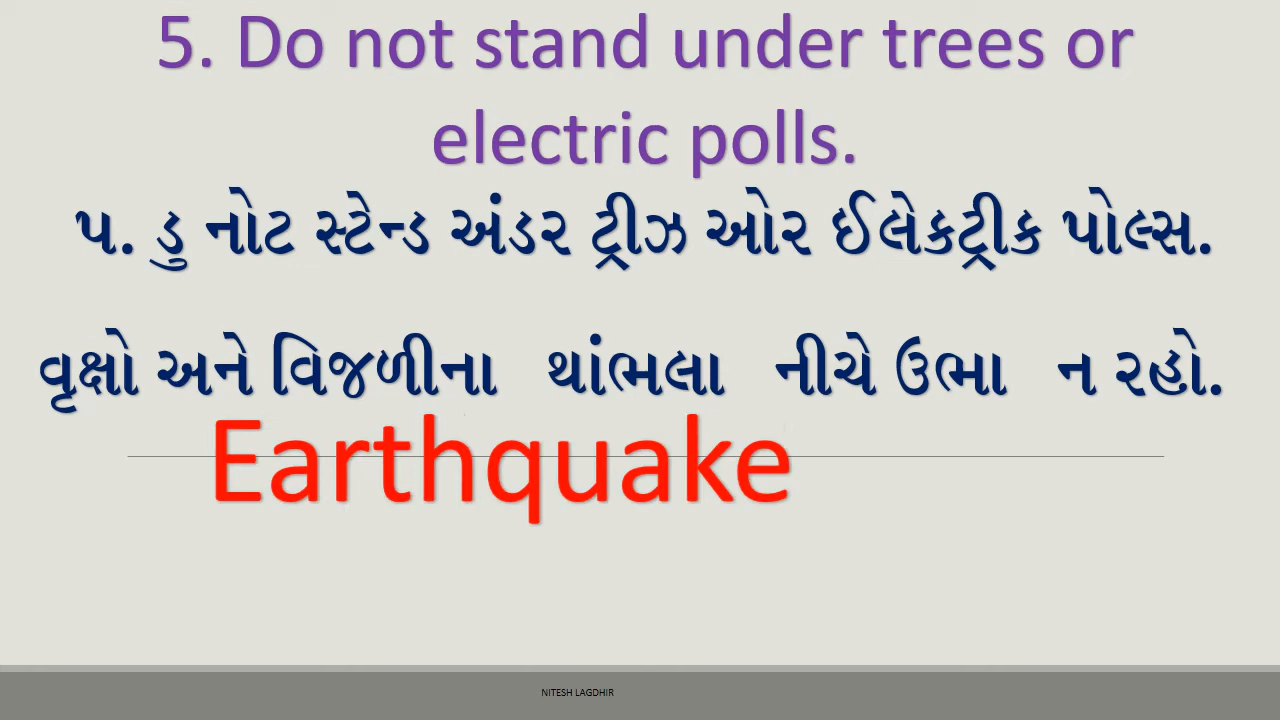 5. Do not stand under trees or
electric polls.
૫. ડુ નોટ સ્ટેન્ડ અંડર ટ્રીઝ ઓર ઈલેક્ટ્રીક પોલ્સ.
વૃક્ષો અને વિજળીના થાંભલા નીચે ઉભા ન રહો.
Earthquake
NITESH LAGDHIR